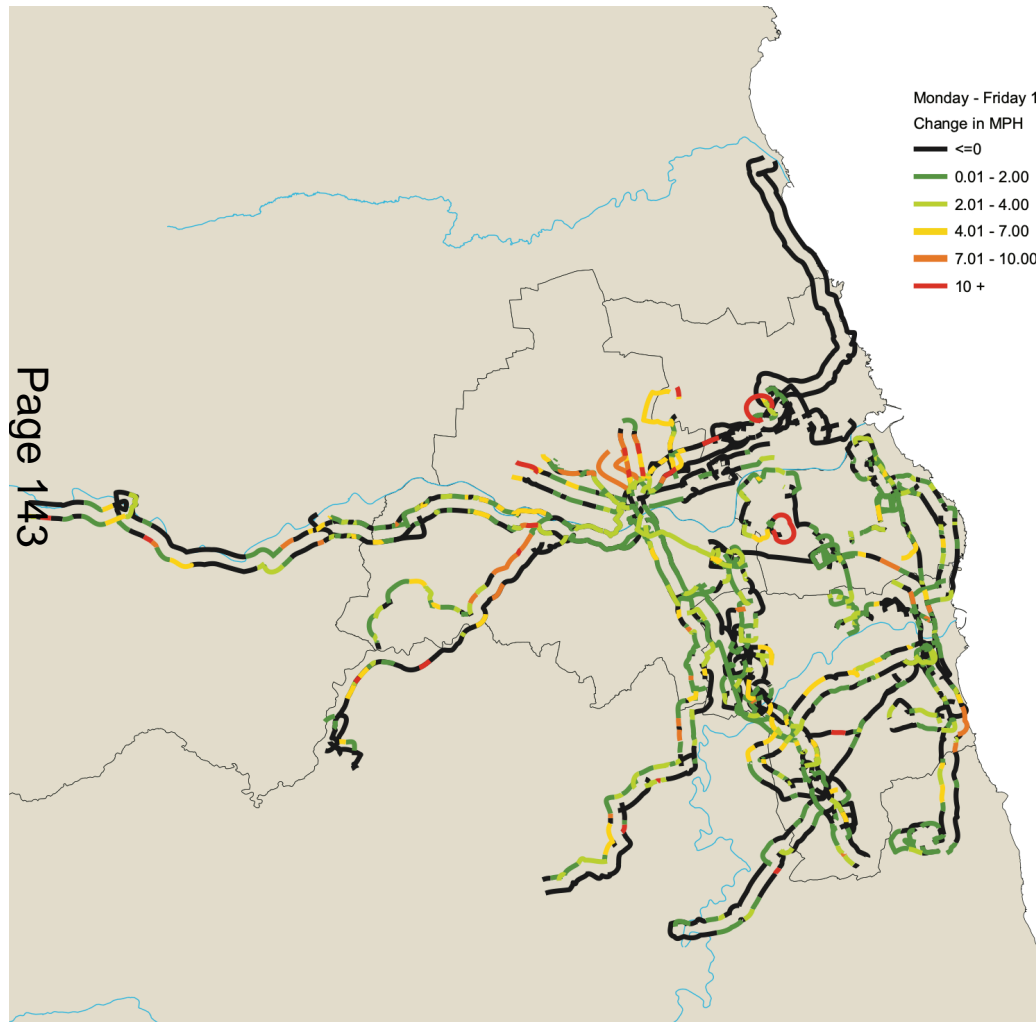 Monday - Friday 1
Change in MPH
<=0
0.01 - 2.00
2.01 - 4.00
4.01 - 7.00
7.01 - 10.00
10 +
Page 143